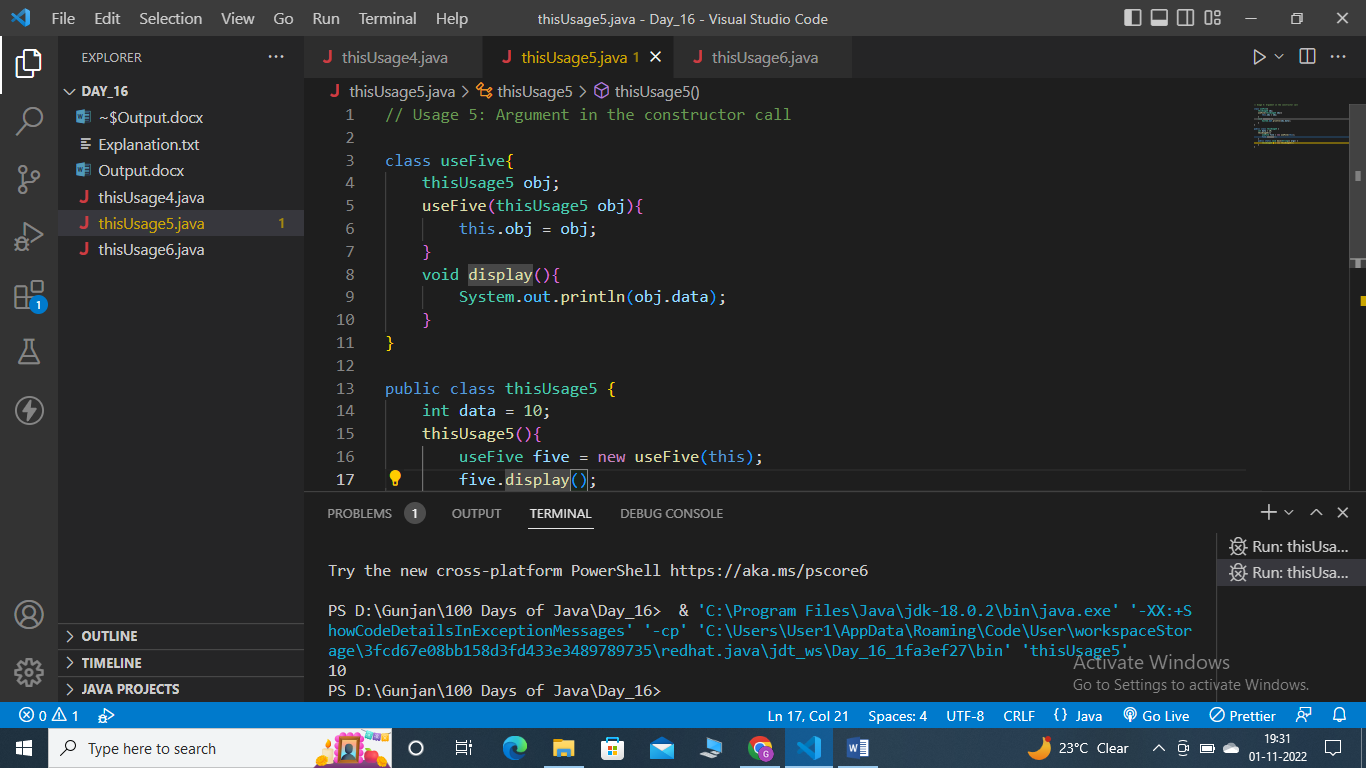 File Edit Selection View Go Run Terminal Help
thisUsage5.java - Day_16 - Visual Studio Code
EXPLORER
DAY_16
~$Output.docx
Explanation.txt
Output.docx
thisUsage4.java
thisUsage5.java 1
thisUsage6.java
OUTLINE
TIMELINE
JAVA PROJECTS
1
thisUsage4.java
thisUsage5.java 1
thisUsage6.java
thisUsage5.java > thisUsage5 > thisUsage5()
1 // Usage 5: Argument in the constructor call
2
3 class useFive{
4 thisUsage5 obj;
5 useFive(thisUsage5 obj){
6 this.obj = obj;
7 }
8 void display(){
9 System.out.println(obj.data);
10 }
11 }
12
13 public class thisUsage5 {
14 int data = 10;
15 thisUsage5(){
16 useFive five = new useFive(this);
17 five.display();
PROBLEMS 1 OUTPUT TERMINAL DEBUG CONSOLE
Try the new cross-platform PowerShell https://aka.ms/pscore6
PS D:\Gunjan\100 Days of Java\Day_16> & 'C:\Program Files\Java\jdk-18.0.2\bin\java.exe' '-XX:+S
howCodeDetailsInExceptionMessages' '-cp' 'C:\Users\User1\AppData\Roaming\Code\User\workspaceStor
age\3fcd67e08bb158d3fd433e3489789735\redhat.java\jdt_ws\Day_16_1fa3ef27\bin' 'thisUsage5'
10
PS D:\Gunjan\100 Days of Java\Day_16>
Run: thisUsa...
Run: thisUsa...
Activate Windows
Go to Settings to activate Windows.
0 1
Ln 17, Col 21 Spaces: 4 UTF-8 CRLF {} Java Go Live Prettier
Type here to search
23°C Clear
19:31
01-11-2022